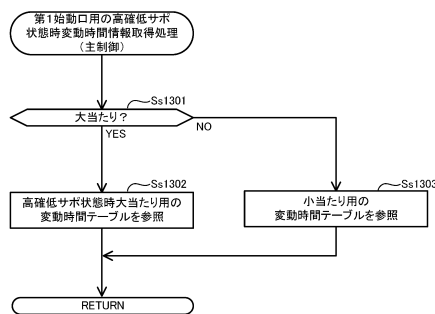 第1始動口用の高確低サポ
状態時変動時間情報取得処理
（主制御）
Ss1301
大当たり？
YES
NO
Ss1302
高確低サポ状態時大当たり用の
変動時間テーブルを参照
Ss1303
小当たり用の
変動時間テーブルを参照
RETURN